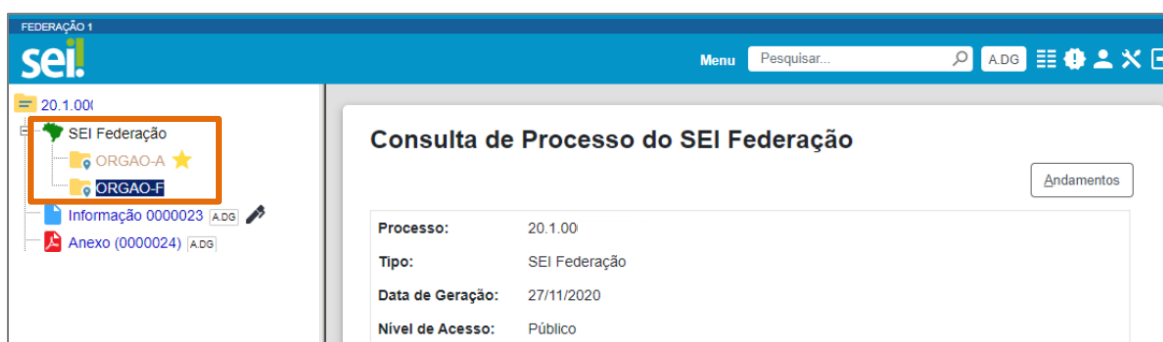 FEDERAÇÃO 1
sei!
Menu Pesquisar... A.DG
20.1.00
SEI Federação
ORGAO-A
ORGAO-F
Informação 0000023 A.DG
Anexo (0000024) A.DG
Consulta de Processo do SEI Federação
Andamentos
Processo: 20.1.00
Tipo: SEI Federação
Data de Geração: 27/11/2020
Nível de Acesso: Público